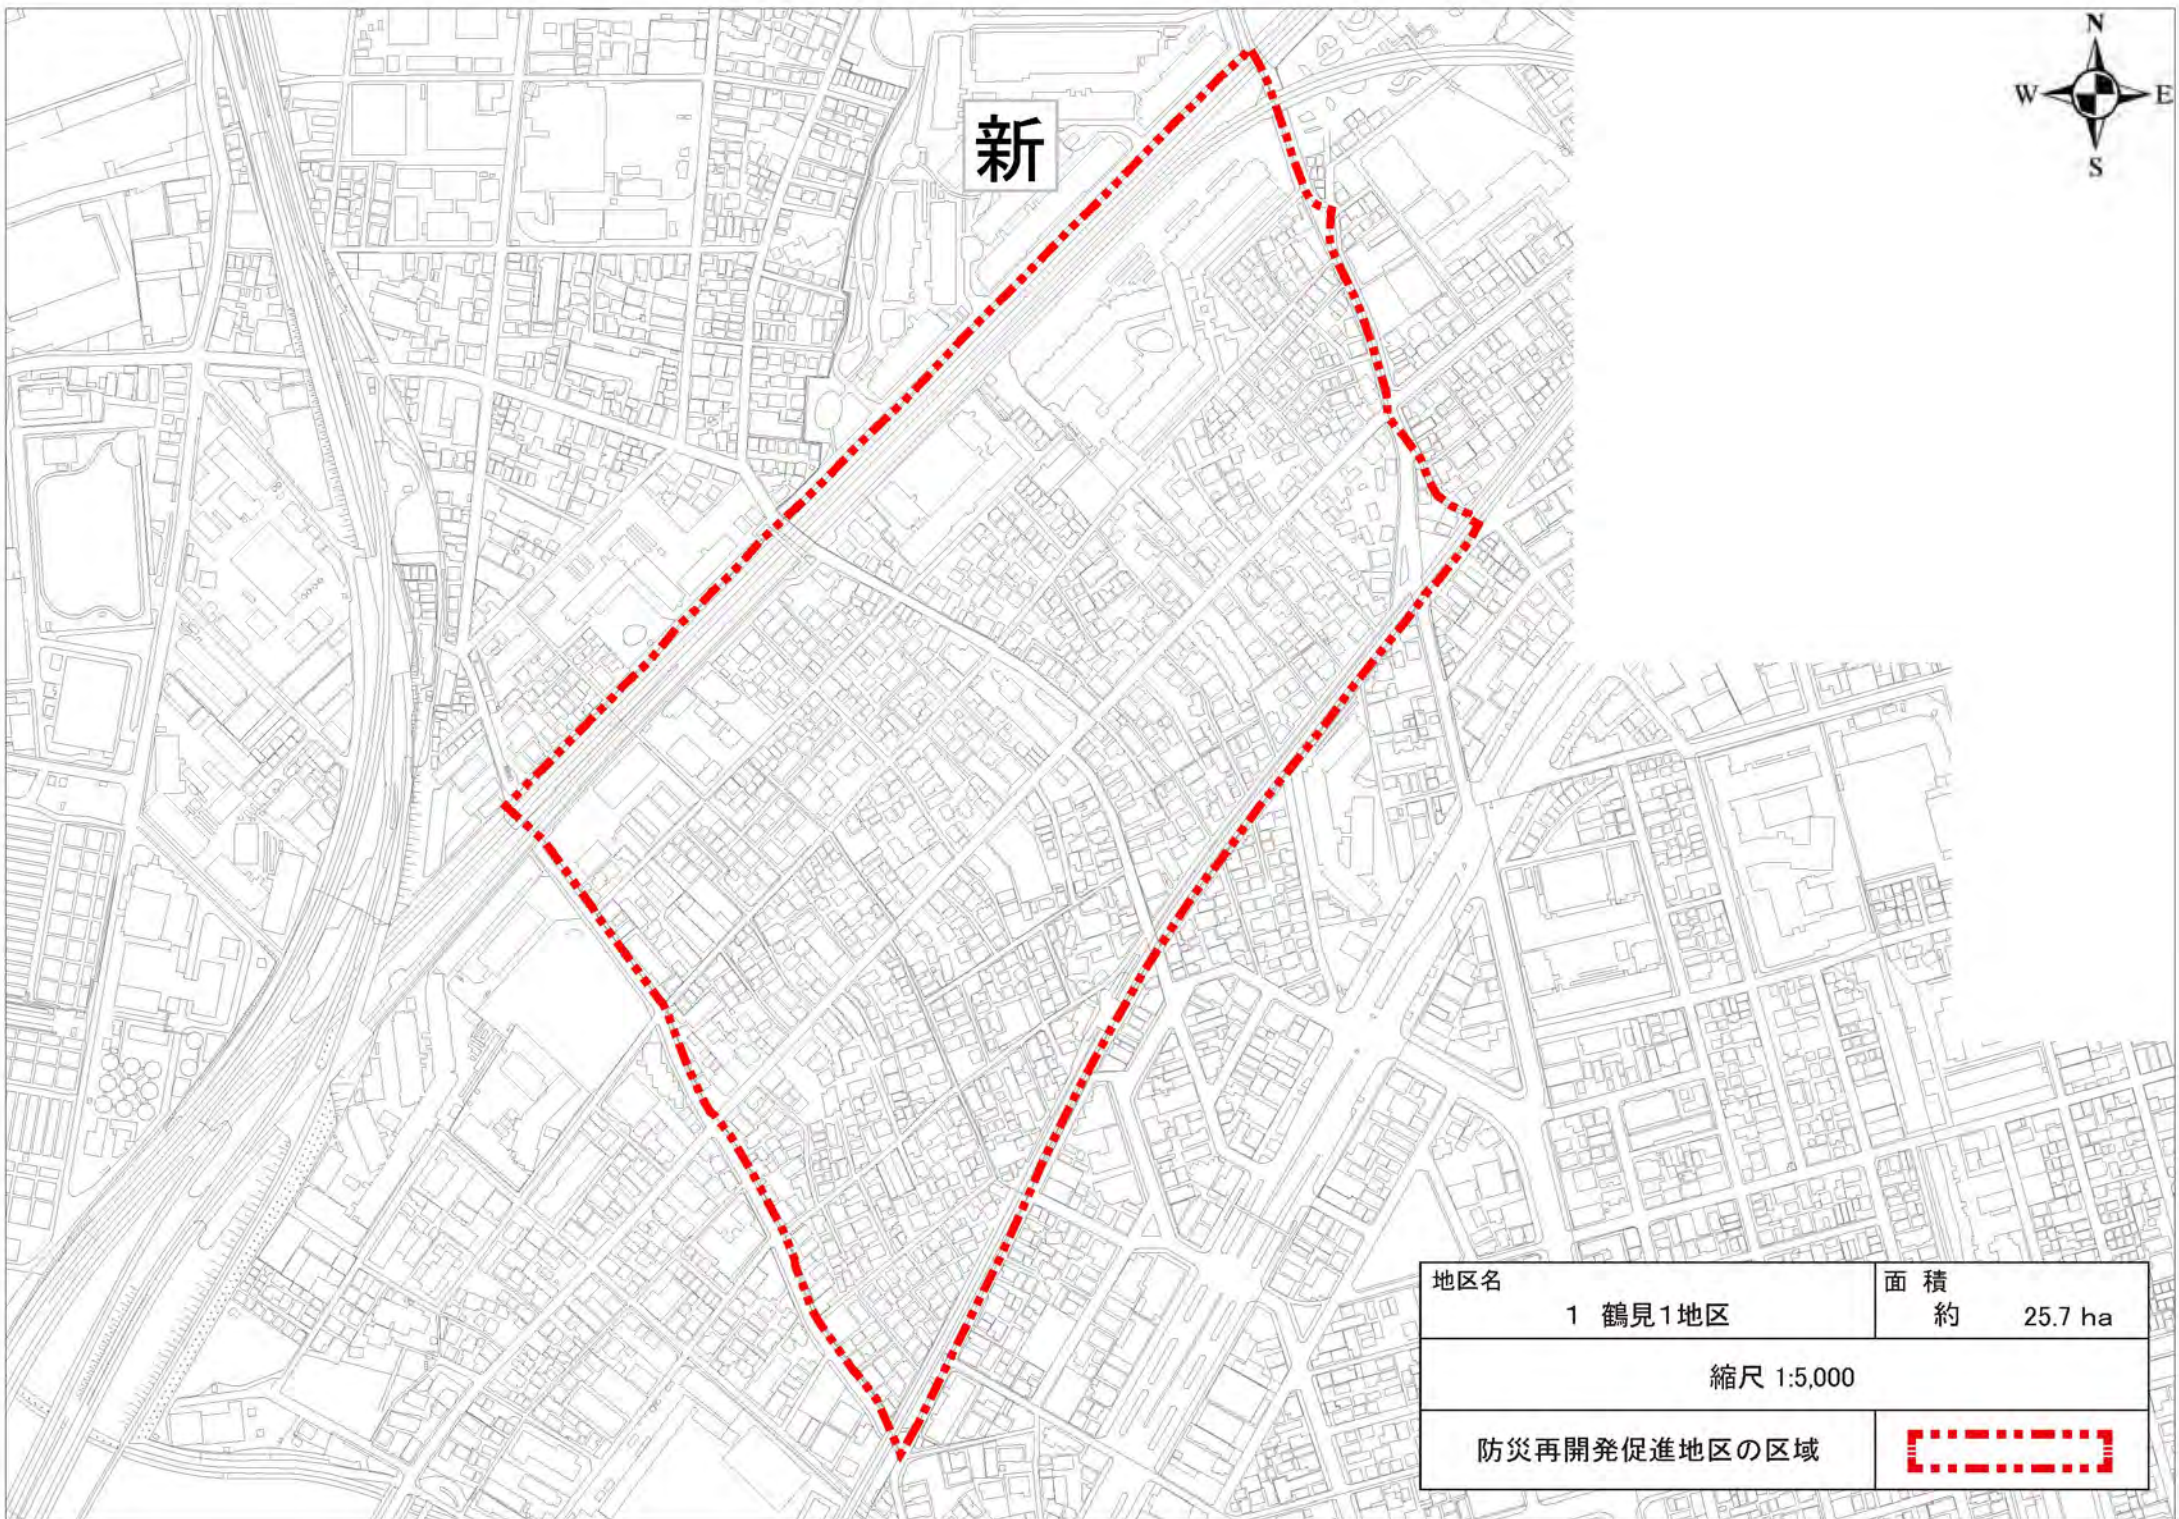 新
N
W E
S
地区名
1 鶴見1地区
面 積
約 25.7 ha
縮尺 1:5,000
防災再開発促進地区の区域